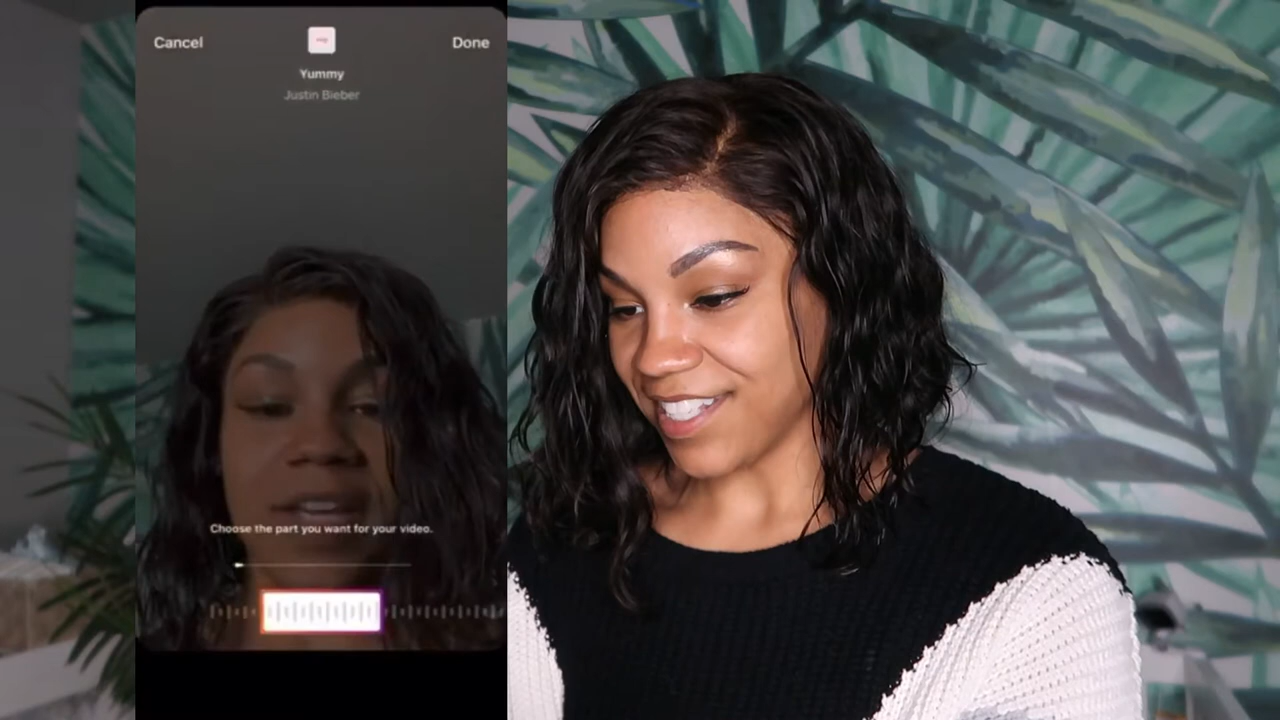 Cancel
Done
Yummy
Justin Bieber
Choose the part you want for your video.